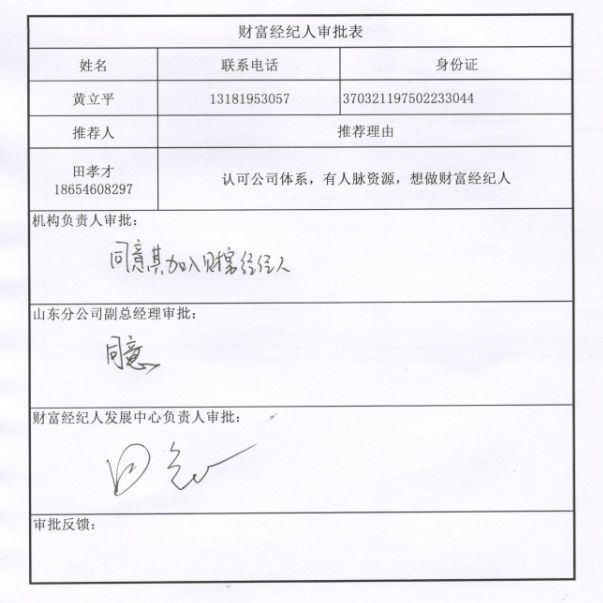 财富经纪人审批表
姓名 联系电话 身份证
黄立平 13181953057 370321197502233044
推荐人 推荐理由
田孝才
18654608297
认可公司体系，有人脉资源，想做财富经纪人
机构负责人审批：
同意其加入财富经纪人
山东分公司副总经理审批：
同意
财富经纪人发展中心负责人审批：
审批反馈：